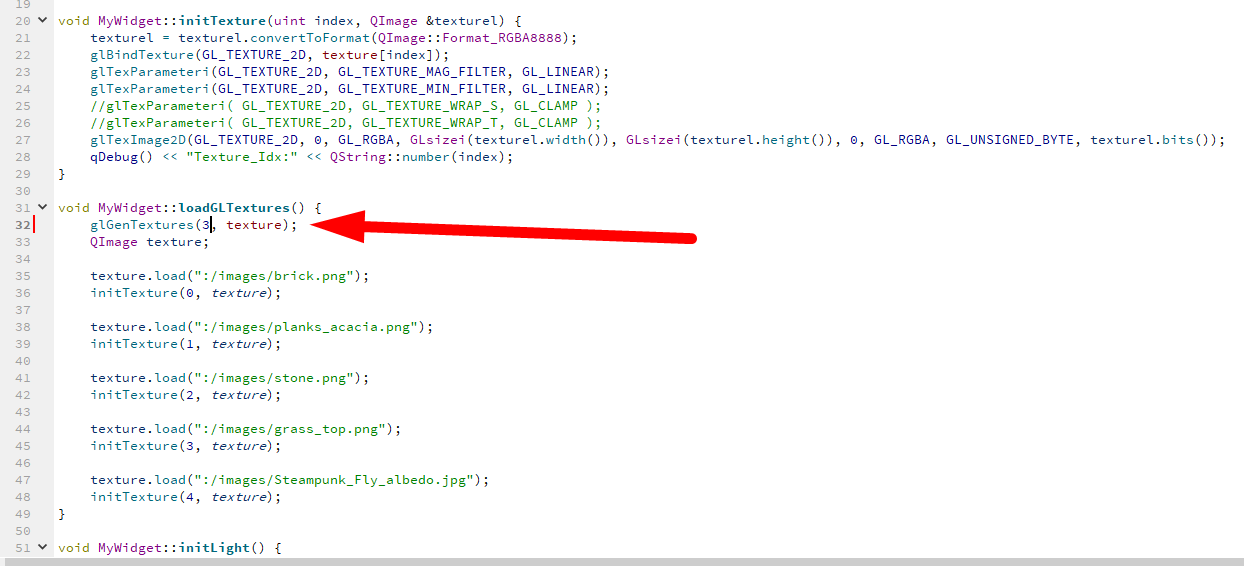 19
20 void MyWidget::initTexture(uint index, QImage &texturel) {
21 texturel = texturel.convertToFormat(QImage::Format_RGBA8888);
22 glBindTexture(GL_TEXTURE_2D, texture[index]);
23 glTexParameteri(GL_TEXTURE_2D, GL_TEXTURE_MAG_FILTER, GL_LINEAR);
24 glTexParameteri(GL_TEXTURE_2D, GL_TEXTURE_MIN_FILTER, GL_LINEAR);
25 //glTexParameteri( GL_TEXTURE_2D, GL_TEXTURE_WRAP_S, GL_CLAMP );
26 //glTexParameteri( GL_TEXTURE_2D, GL_TEXTURE_WRAP_T, GL_CLAMP );
27 glTexImage2D(GL_TEXTURE_2D, 0, GL_RGBA, GLsizei(texturel.width()), GLsizei(texturel.height()), 0, GL_RGBA, GL_UNSIGNED_BYTE, texturel.bits());
28 qDebug() << "Texture_Idx:" << QString::number(index);
29 }
30
31 void MyWidget::loadGLTextures() {
32 glGenTextures(3, texture);
33 QImage texture;
34
35 texture.load(":/images/brick.png");
36 initTexture(0, texture);
37
38 texture.load(":/images/planks_acacia.png");
39 initTexture(1, texture);
40
41 texture.load(":/images/stone.png");
42 initTexture(2, texture);
43
44 texture.load(":/images/grass_top.png");
45 initTexture(3, texture);
46
47 texture.load(":/images/Steampunk_Fly_albedo.jpg");
48 initTexture(4, texture);
49 }
50
51 void MyWidget::initLight() {